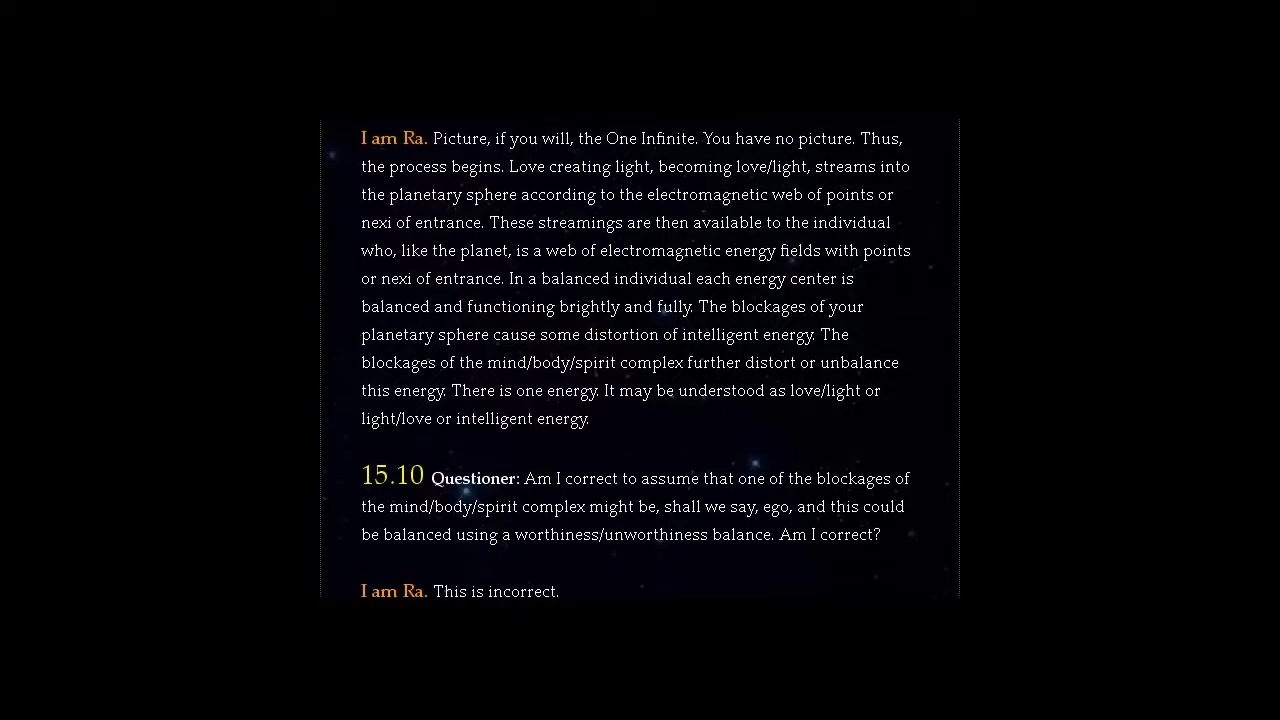 I am Ra. Picture, if you will, the One Infinite. You have no picture. Thus,
the process begins. Love creating light, becoming love/light, streams into
the planetary sphere according to the electromagnetic web of points or
nexi of entrance. These streamings are then available to the individual
who, like the planet, is a web of electromagnetic energy fields with points
or nexi of entrance. In a balanced individual each energy center is
balanced and functioning brightly and fully. The blockages of your
planetary sphere cause some distortion of intelligent energy. The
blockages of the mind/body/spirit complex further distort or unbalance
this energy. There is one energy. It may be understood as love/light or
light/love or intelligent energy.
15.10 Questioner: Am I correct to assume that one of the blockages of
the mind/body/spirit complex might be, shall we say, ego, and this could
be balanced using a worthiness/unworthiness balance. Am I correct?
I am Ra. This is incorrect.